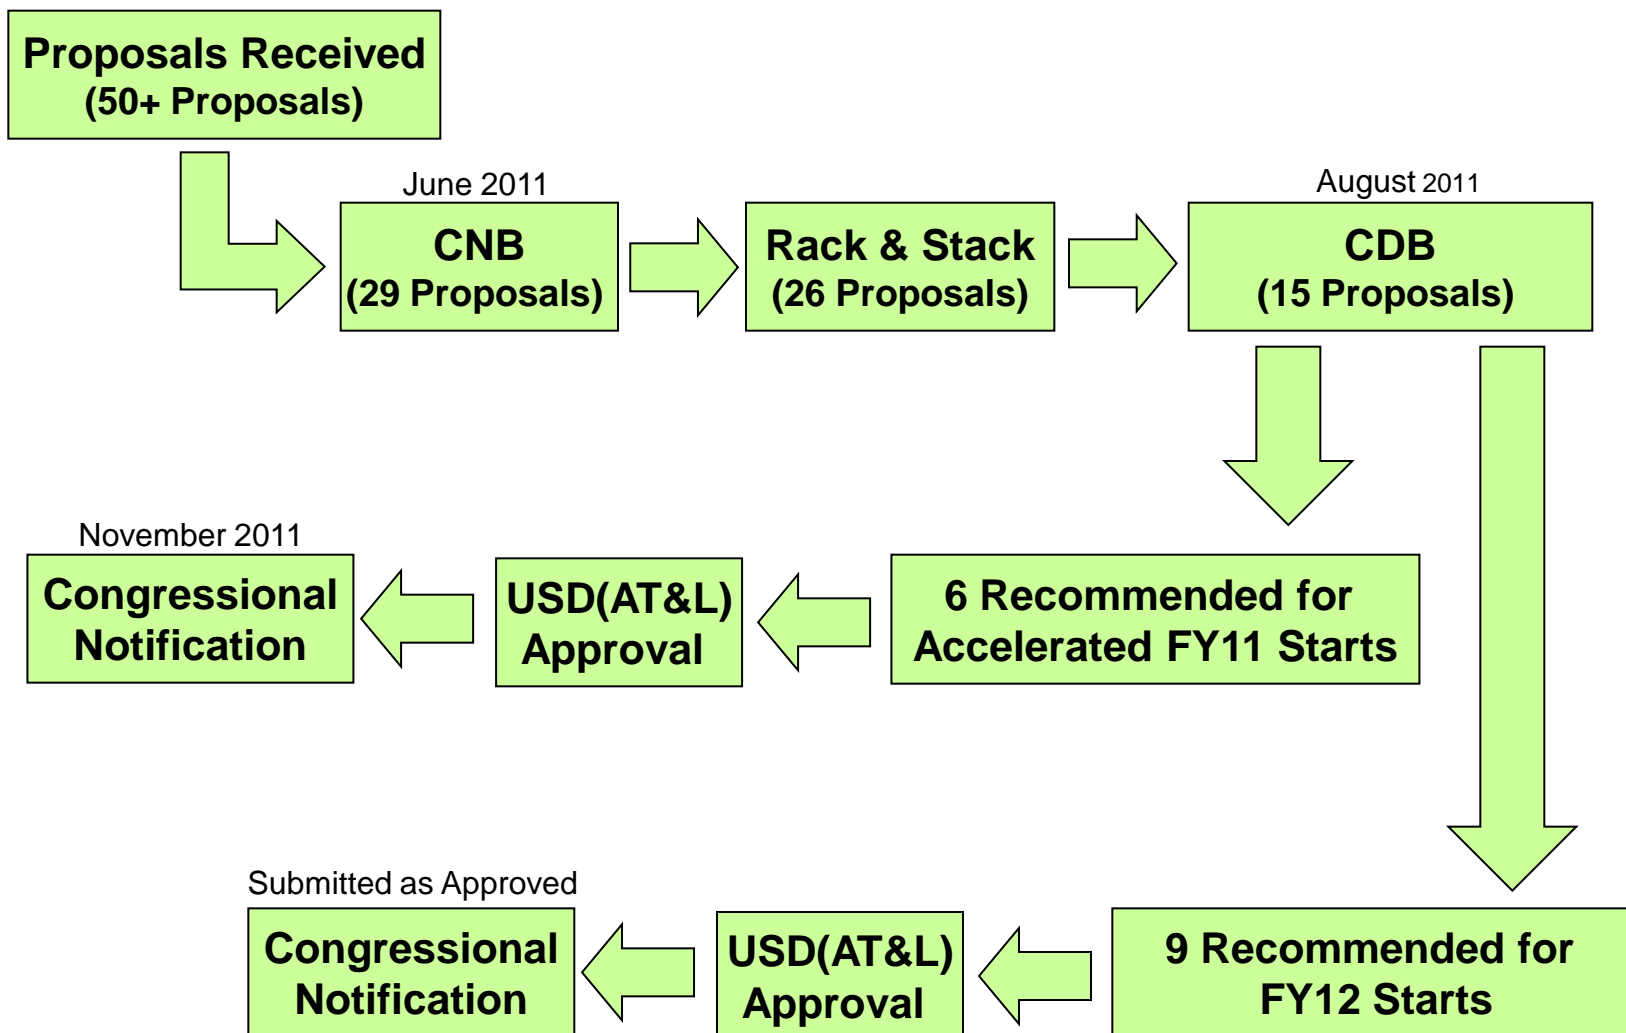 Proposals Received
(50+ Proposals)
June 2011
CNB
(29 Proposals)
Rack & Stack
(26 Proposals)
August 2011
CDB
(15 Proposals)
November 2011
Congressional
Notification
USD(AT&L)
Approval
6 Recommended for
Accelerated FY11 Starts
Submitted as Approved
Congressional
Notification
USD(AT&L)
Approval
9 Recommended for
FY12 Starts